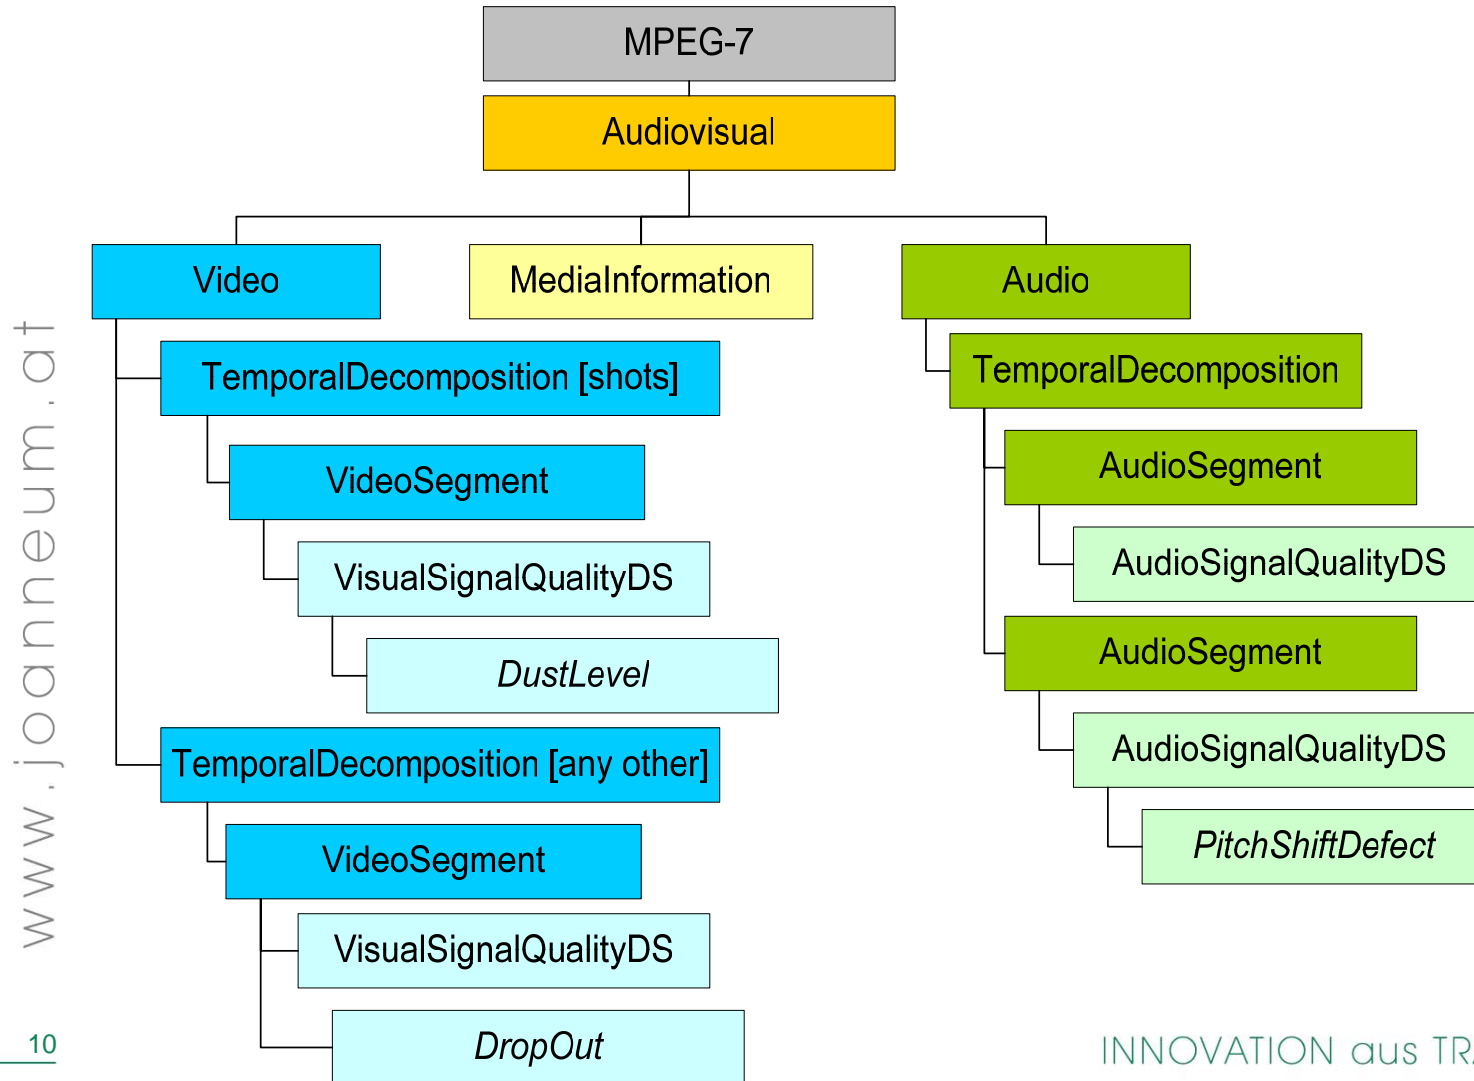 MPEG-7
Audiovisual
Video
MediaInformation
Audio
TemporalDecomposition [shots]
VideoSegment
VisualSignalQualityDS
DustLevel
TemporalDecomposition [any other]
VideoSegment
VisualSignalQualityDS
DropOut
TemporalDecomposition
AudioSegment
AudioSignalQualityDS
AudioSegment
AudioSignalQualityDS
PitchShiftDefect
www.joanneum.at
10
INNOVATION aus